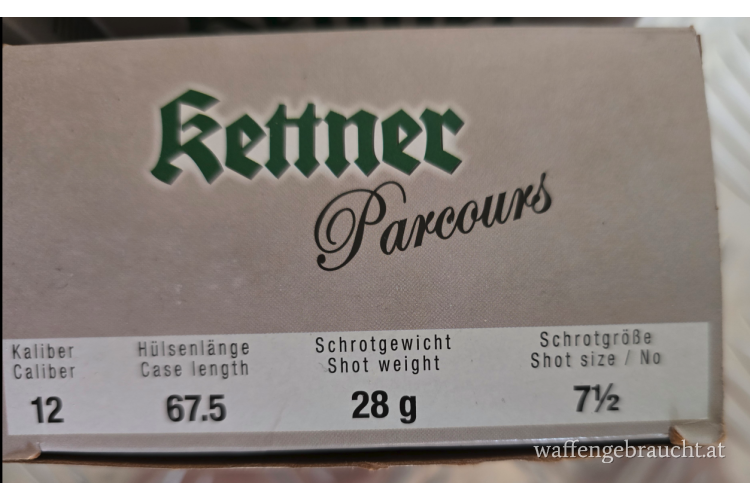 Kettner
Parcours
Kaliber
Caliber
12
Hülsenlänge
Case length
67.5
Schrotgewicht
Shot weight
28 g
Schrotgröße
Shot size / No
7½
waffengebraucht.at